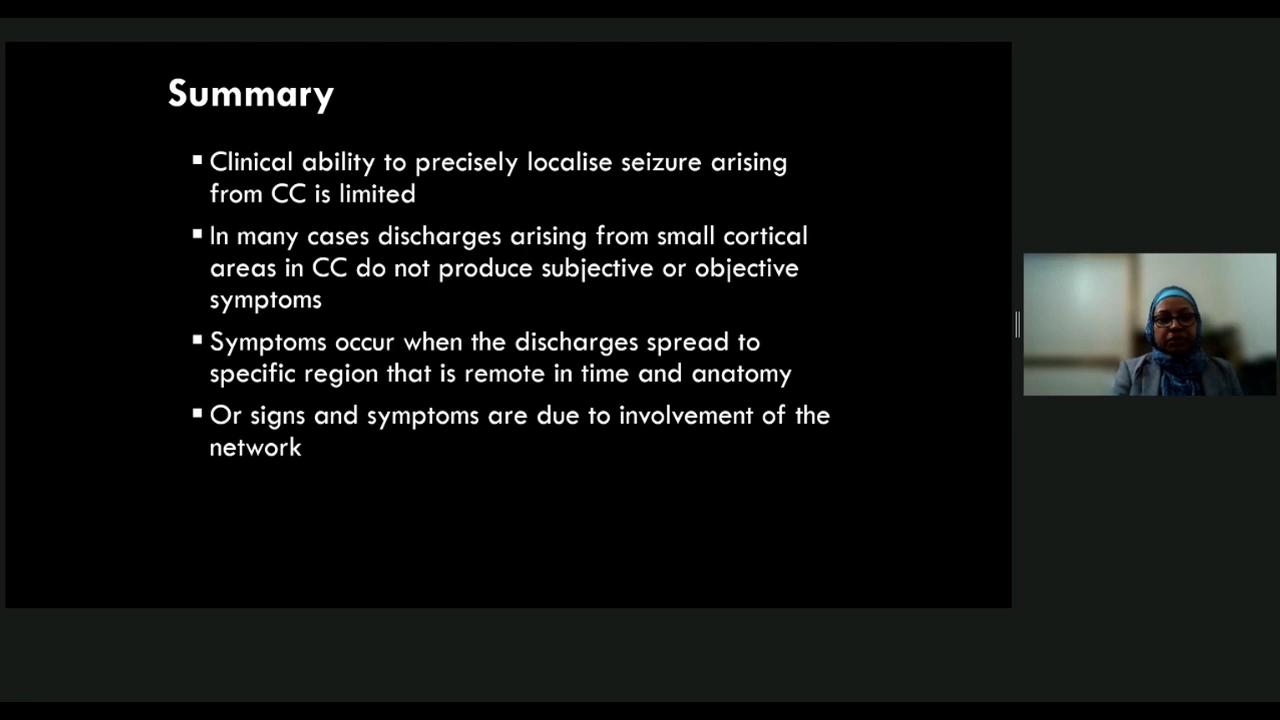 Summary
▪ Clinical ability to precisely localise seizure arising
from CC is limited
▪ In many cases discharges arising from small cortical
areas in CC do not produce subjective or objective
symptoms
▪ Symptoms occur when the discharges spread to
specific region that is remote in time and anatomy
▪ Or signs and symptoms are due to involvement of the
network